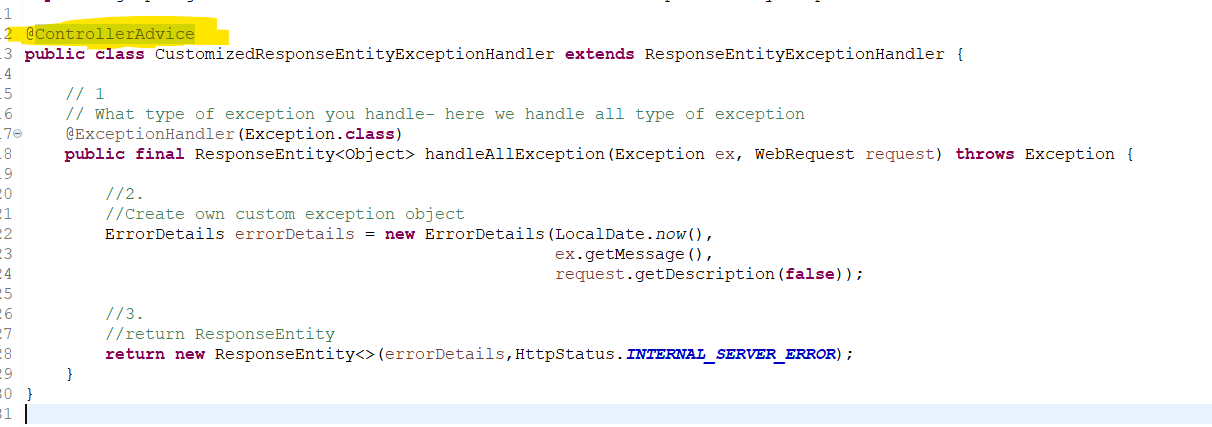 11
12 @ControllerAdvice
13 public class CustomizedResponseEntityExceptionHandler extends ResponseEntityExceptionHandler {
14
15 // 1
16 // What type of exception you handle- here we handle all type of exception
17 @ExceptionHandler(Exception.class)
18 public final ResponseEntity<Object> handleAllException(Exception ex, WebRequest request) throws Exception {
19
20 //2.
21 //Create own custom exception object
22 ErrorDetails errorDetails = new ErrorDetails(LocalDate.now(),
23 ex.getMessage(),
24 request.getDescription(false));
25
26 //3.
27 //return ResponseEntity
28 return new ResponseEntity<>(errorDetails,HttpStatus.INTERNAL_SERVER_ERROR);
29 }
30 }
31